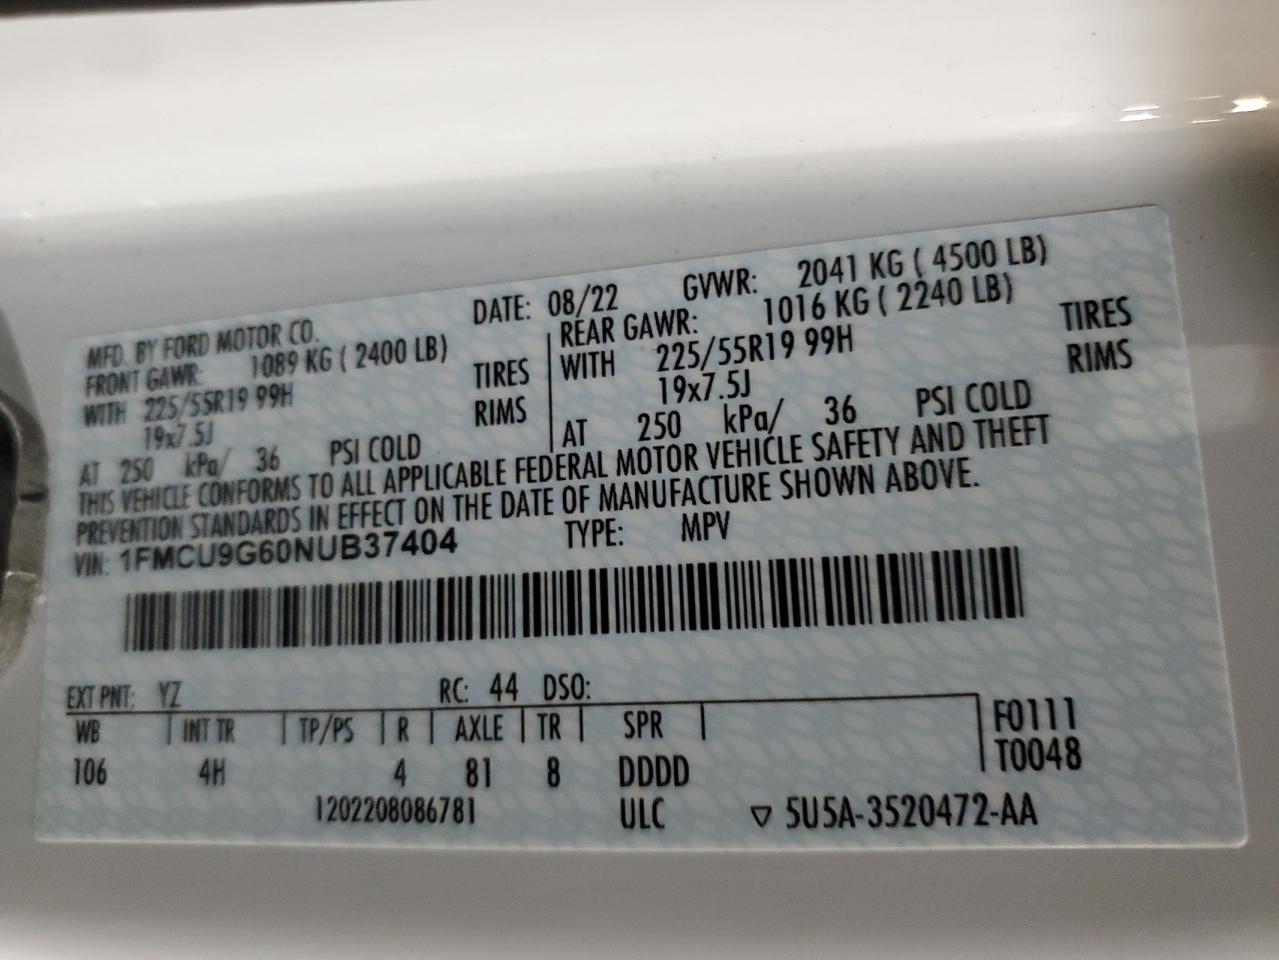 MFD. BY FORD MOTOR CO. DATE: 08/22 GVWR: 2041 KG ( 4500 LB)
FRONT GAWR: 1089 KG ( 2400 LB) REAR GAWR: 1016 KG ( 2240 LB)
WITH 225/55R19 99H TIRES WITH 225/55R19 99H TIRES
19x7.5J RIMS 19x7.5J RIMS
AT 250 kPa/ 36 PSI COLD AT 250 kPa/ 36 PSI COLD
THIS VEHICLE CONFORMS TO ALL APPLICABLE FEDERAL MOTOR VEHICLE SAFETY AND THEFT
PREVENTION STANDARDS IN EFFECT ON THE DATE OF MANUFACTURE SHOWN ABOVE.
VIN: 1FMCU9G60NUB37404 TYPE: MPV
EXT PNT: YZ RC: 44 DSO:
WB INT TR TP/PS R AXLE TR SPR F0111
106 4H 4 81 8 DDDD T0048
1202208086781 ULC ▽ 5U5A-3520472-AA